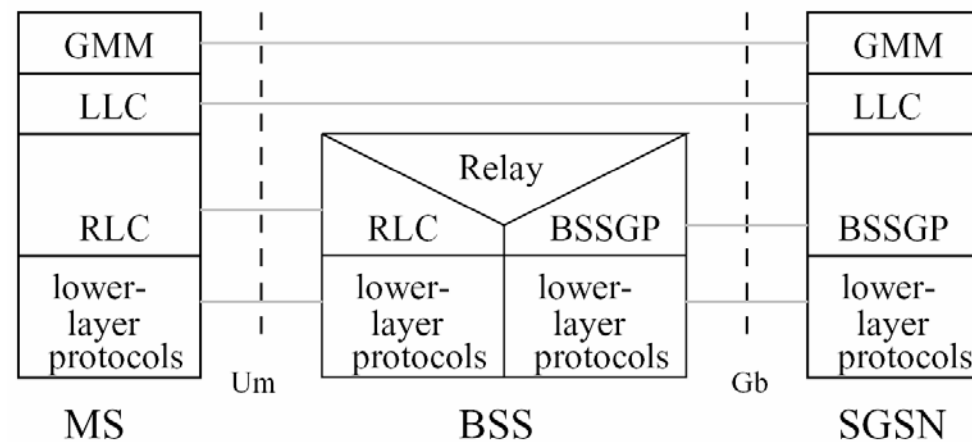 GMM
GMM
LLC
LLC
Relay
RLC
RLC
BSSGP
BSSGP
lower-
layer
protocols
lower-
layer
protocols
lower-
layer
protocols
lower-
layer
protocols
Um
Gb
MS
BSS
SGSN